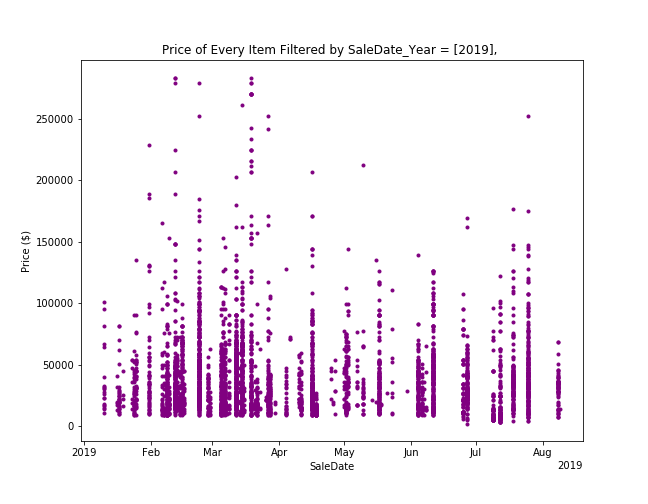 Price of Every Item Filtered by SaleDate_Year = [2019],
Price ($)
250000
200000
150000
100000
50000
0
2019 Feb Mar Apr May Jun Jul Aug
SaleDate
2019